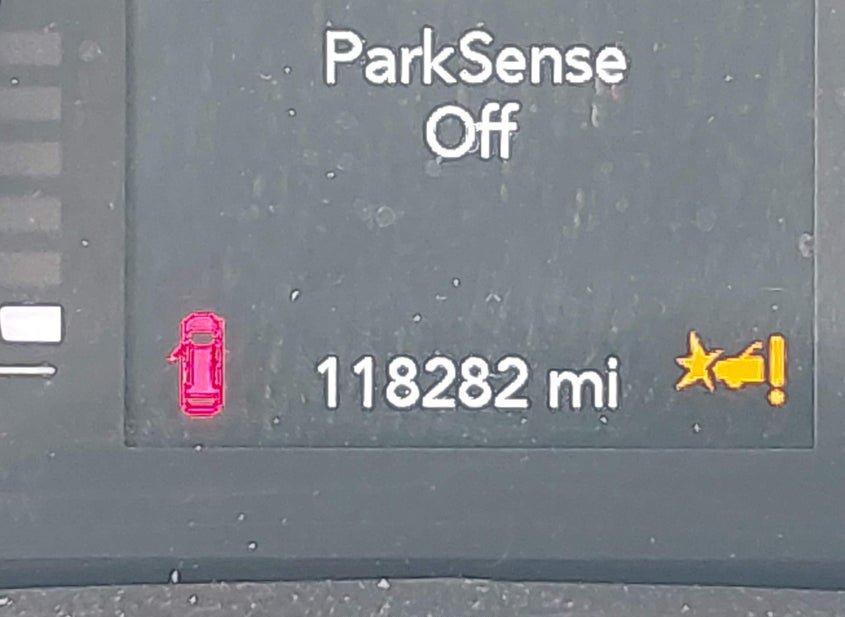 ParkSense
Off
118282 mi